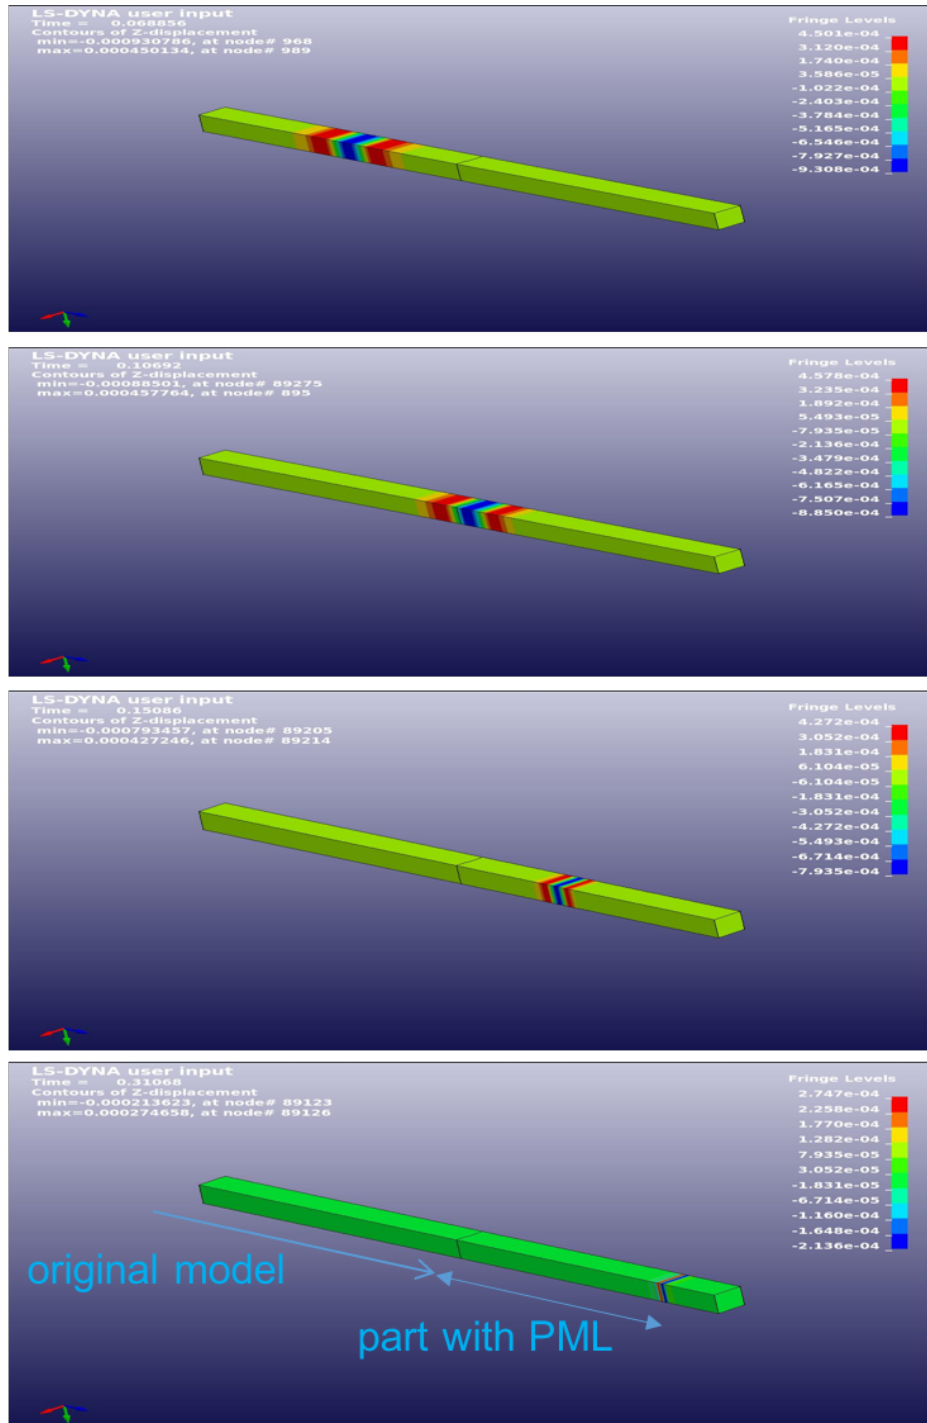 LS-DYNA user input
Time = 0.068856
Contours of Z-displacement
min=-0.000930786, at node# 968
max=0.000450134, at node# 989
Fringe Levels
4.501e-04
3.120e-04
1.740e-04
3.586e-05
-1.022e-04
-2.403e-04
-3.784e-04
-5.165e-04
-6.546e-04
-7.927e-04
-9.308e-04
LS-DYNA user input
Time = 0.10692
Contours of Z-displacement
min=-0.00088501, at node# 89275
max=0.000457764, at node# 895
Fringe Levels
4.578e-04
3.235e-04
1.892e-04
5.493e-05
-7.935e-05
-2.136e-04
-3.479e-04
-4.822e-04
-6.165e-04
-7.507e-04
-8.850e-04
LS-DYNA user input
Time = 0.15086
Contours of Z-displacement
min=-0.000793457, at node# 89205
max=0.000427246, at node# 89214
Fringe Levels
4.272e-04
3.052e-04
1.831e-04
6.104e-05
-6.104e-05
-1.831e-04
-3.052e-04
-4.272e-04
-5.493e-04
-6.714e-04
-7.935e-04
LS-DYNA user input
Time = 0.31068
Contours of Z-displacement
min=-0.000213623, at node# 89123
max=0.000274658, at node# 89126
Fringe Levels
2.747e-04
2.258e-04
1.770e-04
1.282e-04
7.935e-05
3.052e-05
-1.831e-05
-6.714e-05
-1.160e-04
-1.648e-04
-2.136e-04
original model
part with PML